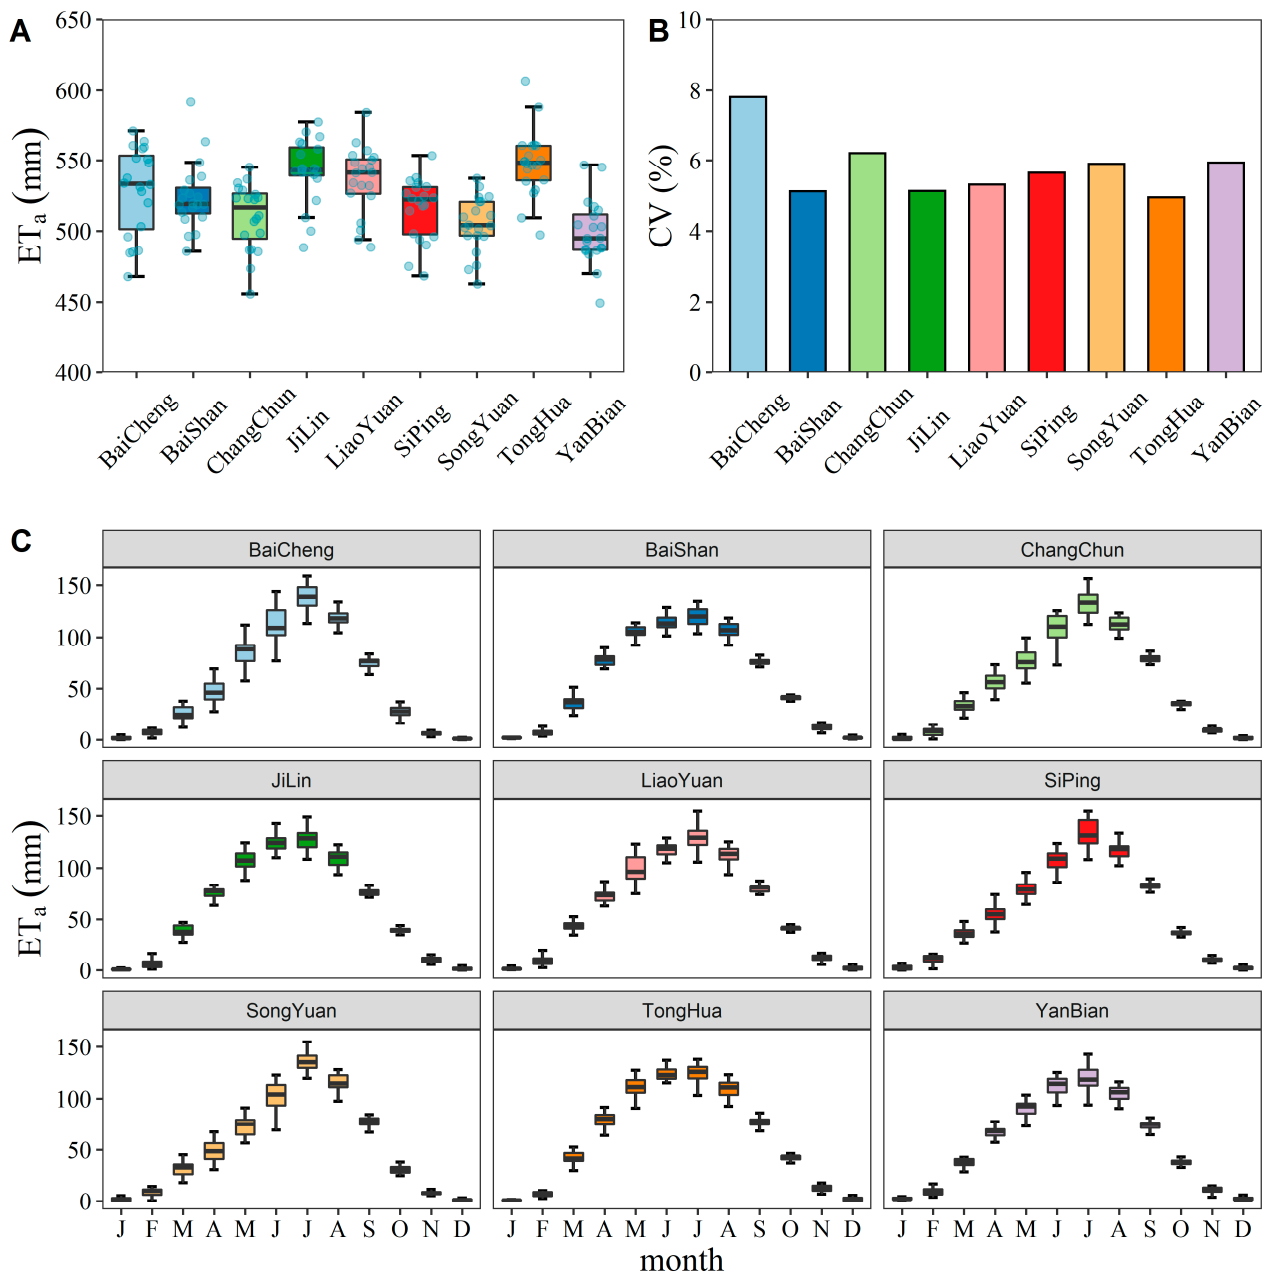 A
B
650
600
550
500
450
400
ETa (mm)
BaiCheng
BaiShan
ChangChun
JiLin
LiaoYuan
SiPing
SongYuan
TongHua
YanBian
10
8
6
4
2
0
CV (%)
BaiCheng
BaiShan
ChangChun
JiLin
LiaoYuan
SiPing
SongYuan
TongHua
YanBian
C
BaiCheng
BaiShan
ChangChun
150
100
50
0
JiLin
LiaoYuan
SiPing
150
100
50
0
ETa (mm)
SongYuan
TongHua
YanBian
150
100
50
0
J F M A M J J A S O N D
J F M A M J J A S O N D
J F M A M J J A S O N D
month